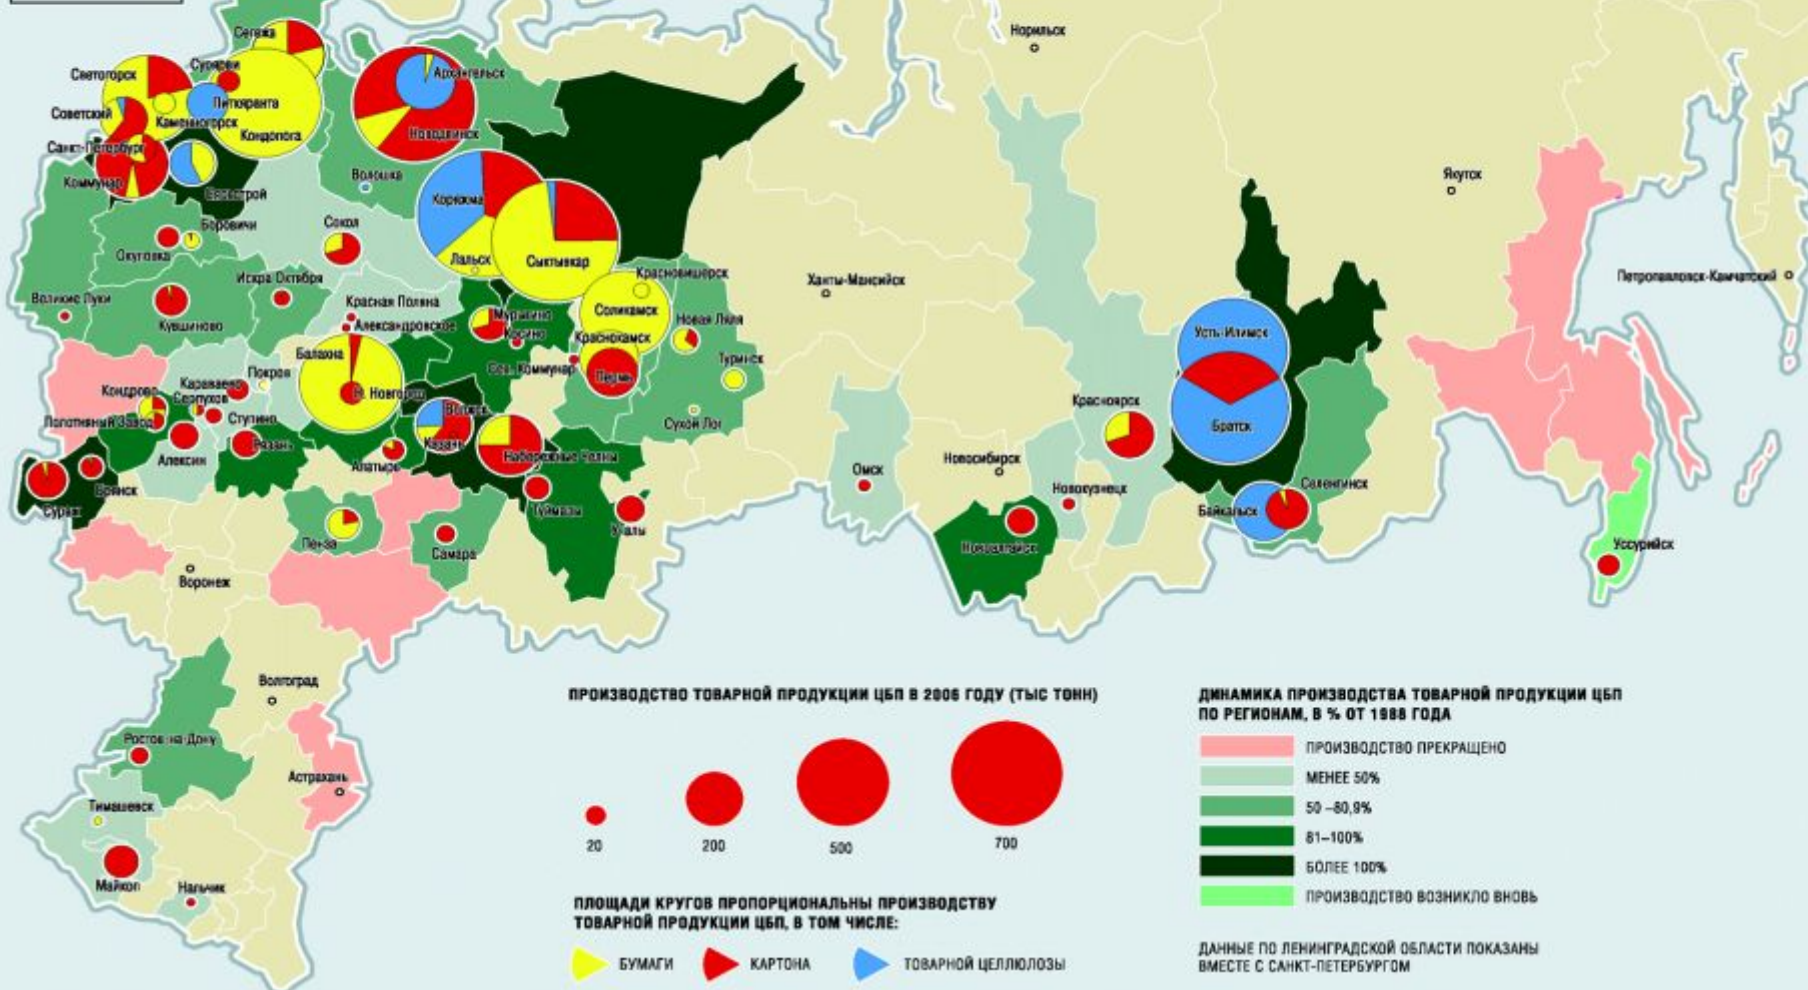 Сегежа
Норильск
Светогорск
Суоярви
Архангельск
Советский
Питкяранта
Каменногорск
Кондопога
Новодвинск
Санкт-Петербург
Якутск
Коммунар
Волошка
Сясьстрой
Коряжма
Боровичи
Сокол
Окуловка
Лальск
Сыктывкар
Красновишерск
Искра Октября
Ханты-Мансийск
Петропавловск-Камчатский
Великие Луки
Красная Поляна
Соликамск
Кувшиново
Александровское
Мурыгино
Косино
Новая Ляля
Краснокамск
Усть-Илимск
Балахна
Туринск
Покров
Сев. Коммунар
Пермь
Кондрово
Караваево
Н. Новгород
Серпухов
Красноярск
Полотняный Завод
Ступино
Волжск
Сухой Лог
Братск
Рязань
Казань
Алексин
Апатырь
Набережные Челны
Новосибирск
Омск
Брянск
Новокузнецк
Селенгинск
Сураж
Туймазы
Байкальск
Учалы
Пенза
Самара
Новоалтайск
Уссурийск
Воронеж
Волгоград
Ростов-на-Дону
Астрахань
Тимашевск
Майкоп
Нальчик
ПРОИЗВОДСТВО ТОВАРНОЙ ПРОДУКЦИИ ЦБП В 2006 ГОДУ (ТЫС ТОНН)
20
200
500
700
ПЛОЩАДИ КРУГОВ ПРОПОРЦИОНАЛЬНЫ ПРОИЗВОДСТВУ
ТОВАРНОЙ ПРОДУКЦИИ ЦБП, В ТОМ ЧИСЛЕ:
БУМАГИ
КАРТОНА
ТОВАРНОЙ ЦЕЛЛЮЛОЗЫ
ДИНАМИКА ПРОИЗВОДСТВА ТОВАРНОЙ ПРОДУКЦИИ ЦБП
ПО РЕГИОНАМ, В % ОТ 1988 ГОДА
ПРОИЗВОДСТВО ПРЕКРАЩЕНО
МЕНЕЕ 50%
50 –80,9%
81–100%
БОЛЕЕ 100%
ПРОИЗВОДСТВО ВОЗНИКЛО ВНОВЬ
ДАННЫЕ ПО ЛЕНИНГРАДСКОЙ ОБЛАСТИ ПОКАЗАНЫ
ВМЕСТЕ С САНКТ-ПЕТЕРБУРГОМ